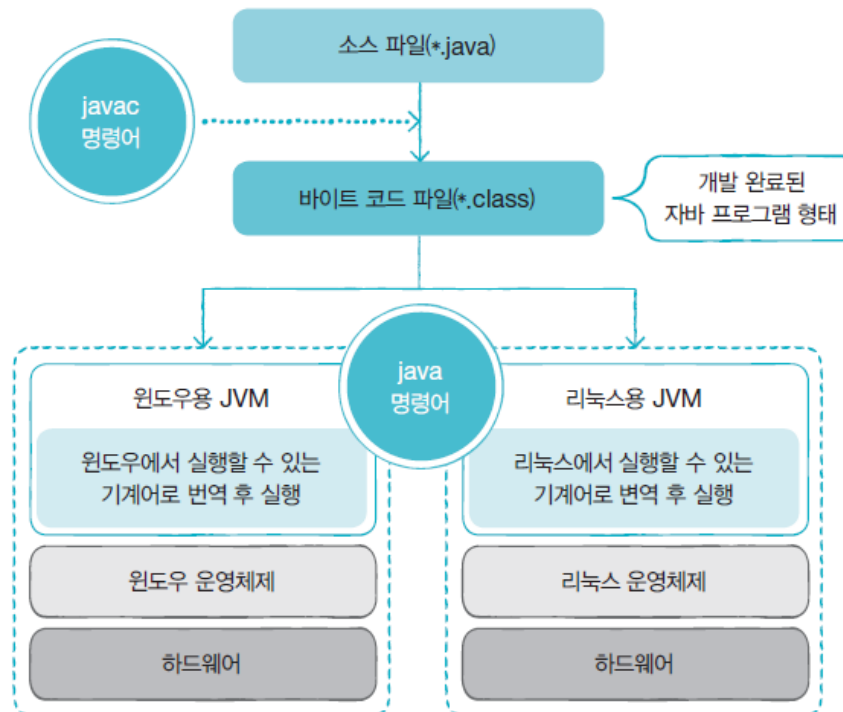 소스 파일(*.java)
javac
명령어
바이트 코드 파일(*.class)
개발 완료된
자바 프로그램 형태
java
명령어
윈도우용 JVM
윈도우에서 실행할 수 있는
기계어로 번역 후 실행
윈도우 운영체제
하드웨어
리눅스용 JVM
리눅스에서 실행할 수 있는
기계어로 변역 후 실행
리눅스 운영체제
하드웨어